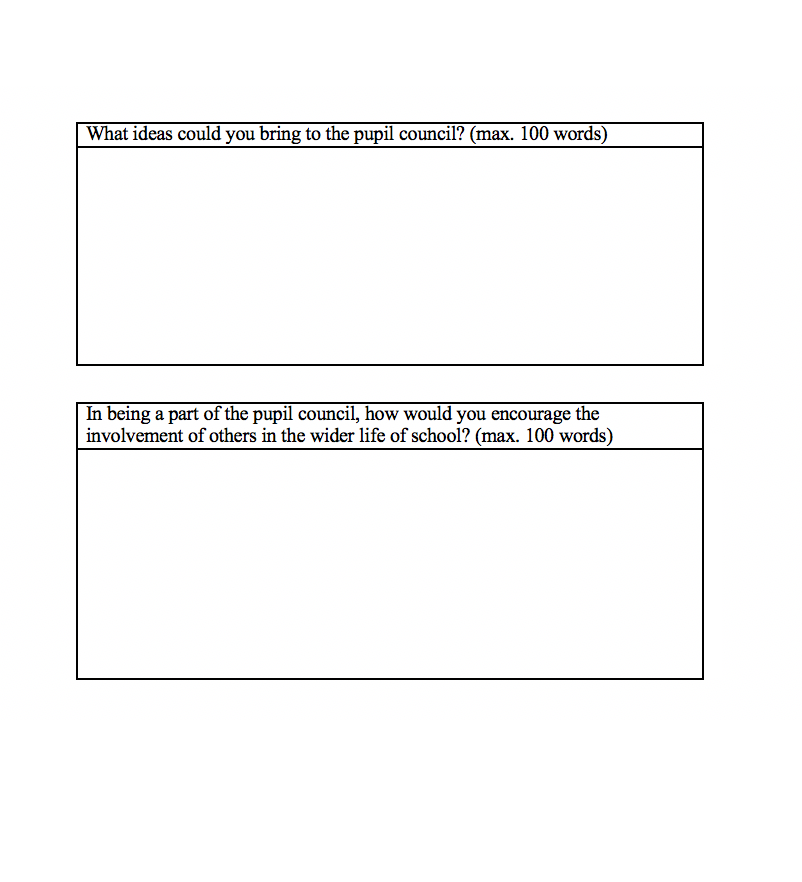 What ideas could you bring to the pupil council? (max. 100 words)
In being a part of the pupil council, how would you encourage the
involvement of others in the wider life of school? (max. 100 words)